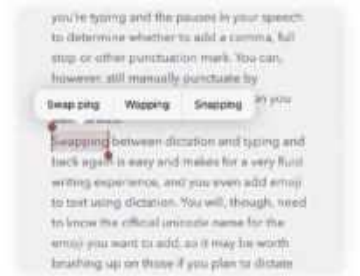 you're typing and the pauses in your speech
to determine whether to add a comma, full
stop or other punctuation mark. You can,
however, still manually punctuate by
an you
Swap ping Wapping Snapping
Swapping between dictation and typing and
back again is easy and makes for a very fluid
writing experience, and you even add emoji
to text using dictation. You will, though, need
to know the official unicode name for the
emoji you want to add, so it may be worth
brushing up on those if you plan to dictate